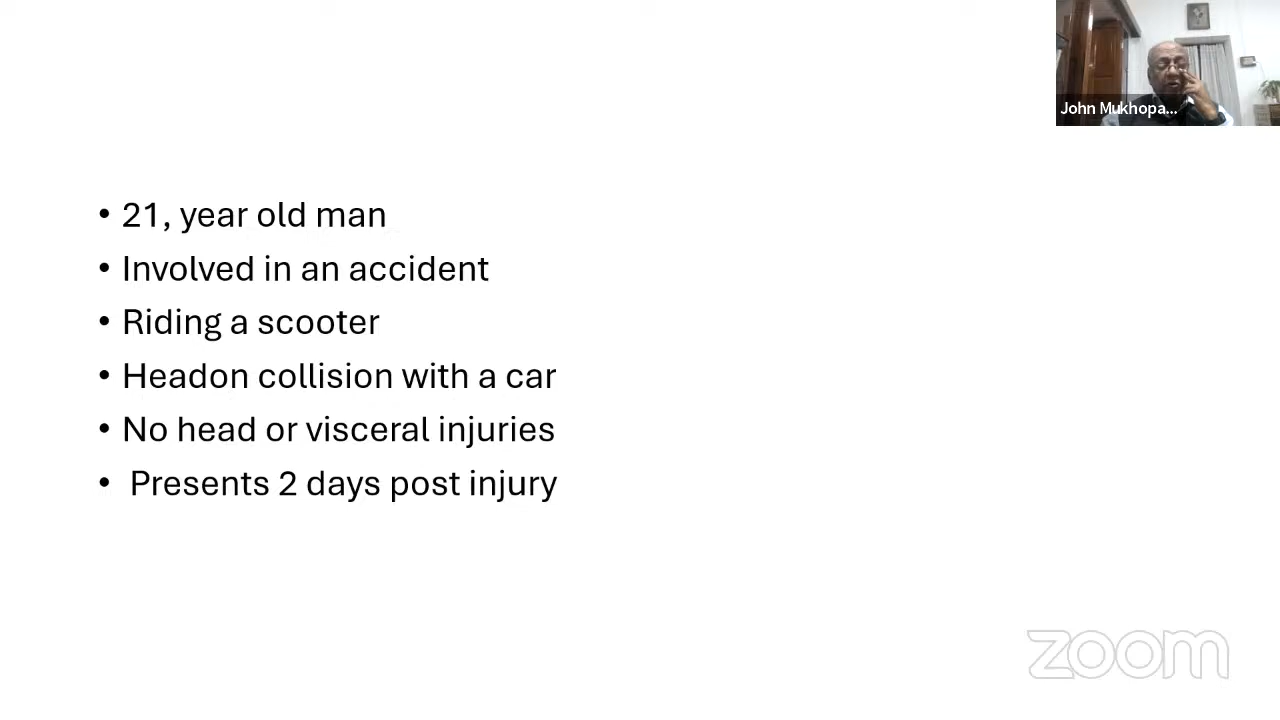 John Mukhopa...
• 21, year old man
• Involved in an accident
• Riding a scooter
• Headon collision with a car
• No head or visceral injuries
• Presents 2 days post injury
zoom